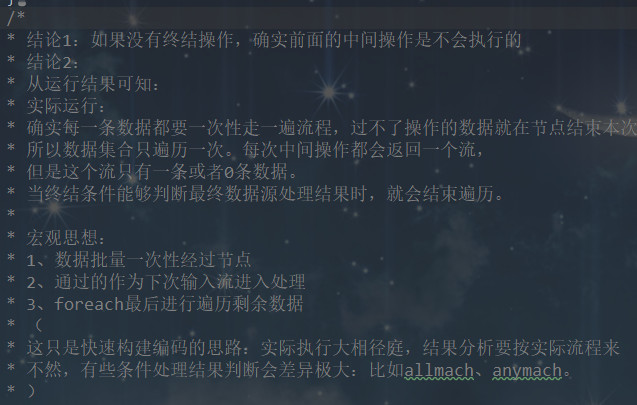 /*
* 结论1：如果没有终结操作，确实前面的中间操作是不会执行的
* 结论2：
* 从运行结果可知：
* 实际运行：
* 确实每一条数据都要一次性走一遍流程，过不了操作的数据就在节点结束本次
* 所以数据集合只遍历一次。每次中间操作都会返回一个流，
* 但是这个流只有一条或者0条数据。
* 当终结条件能够判断最终数据源处理结果时，就会结束遍历。
*
* 宏观思想：
* 1、数据批量一次性经过节点
* 2、通过的作为下次输入流进入处理
* 3、foreach最后进行遍历剩余数据
* （
* 这只是快速构建编码的思路：实际执行大相径庭，结果分析要按实际流程来
* 不然，有些条件处理结果判断会差异极大：比如allmach、anymach。
* ）